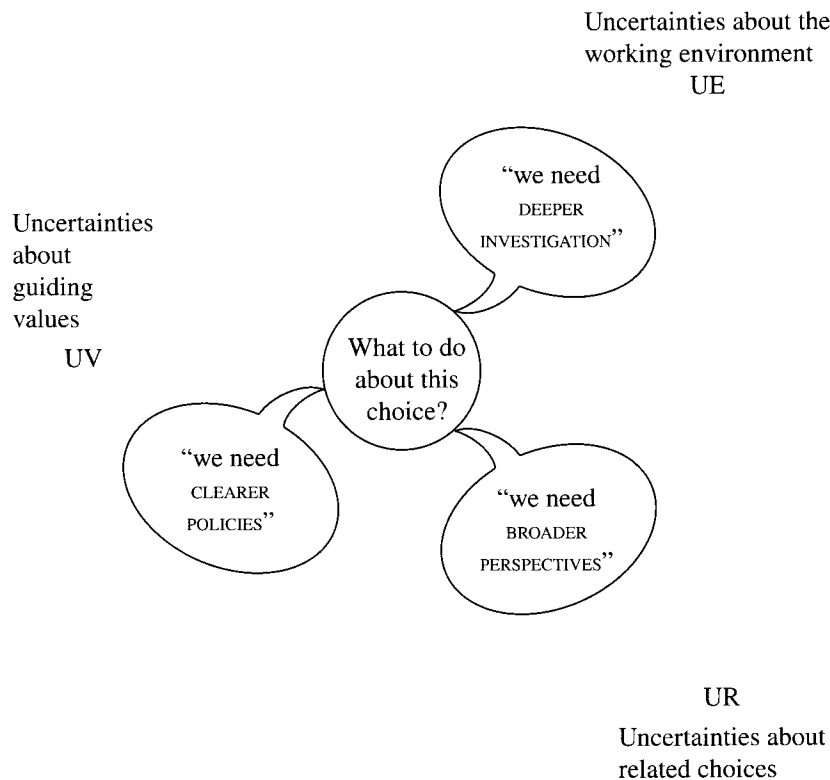 Uncertainties about the
working environment
UE
“we need
DEEPER
INVESTIGATION”
Uncertainties
about
guiding
values
UV
What to do
about this
choice?
“we need
CLEARER
POLICIES”
“we need
BROADER
PERSPECTIVES”
UR
Uncertainties about
related choices